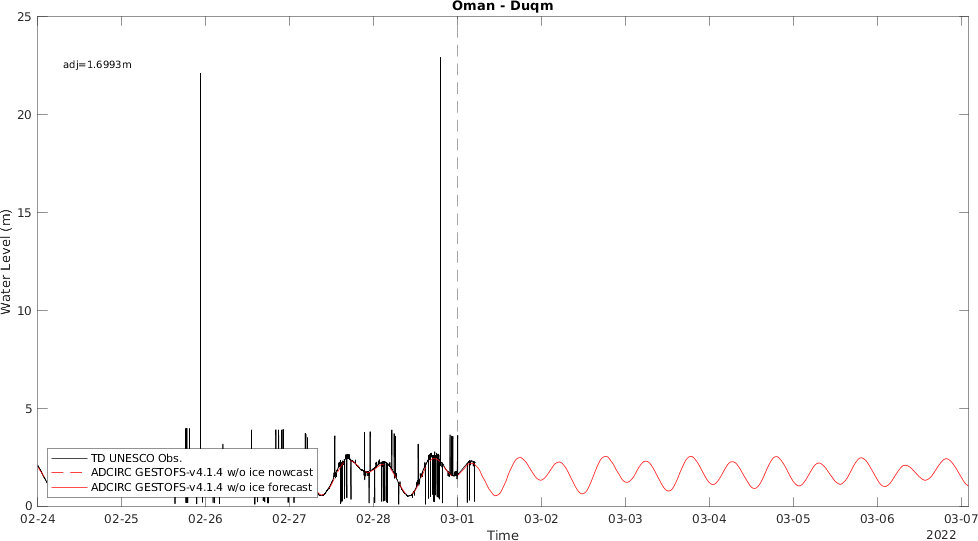 Oman - Duqm
25
adj=1.6993m
20
15
Water Level (m)
10
5
TD UNESCO Obs.
ADCIRC GESTOFS-v4.1.4 w/o ice nowcast
ADCIRC GESTOFS-v4.1.4 w/o ice forecast
0
02-24 02-25 02-26 02-27 02-28 03-01 03-02 03-03 03-04 03-05 03-06 03-07
Time
2022